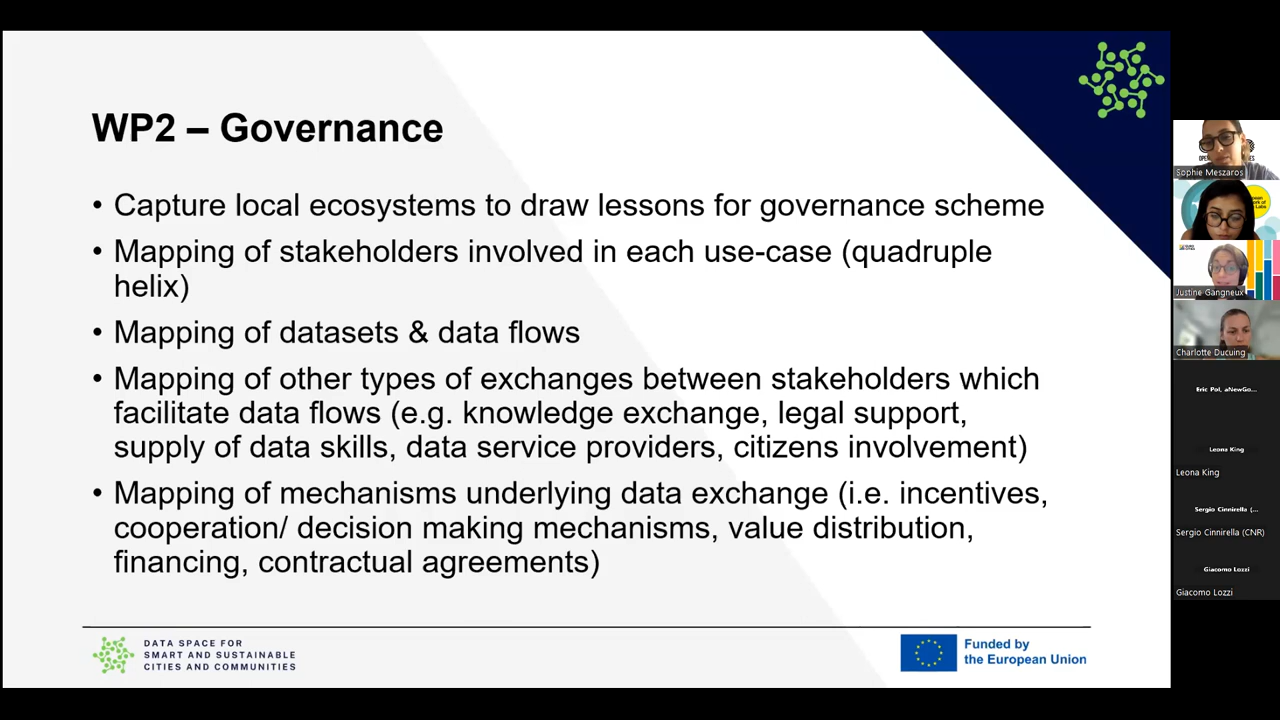 WP2 – Governance
• Capture local ecosystems to draw lessons for governance scheme
• Mapping of stakeholders involved in each use-case (quadruple
helix)
• Mapping of datasets & data flows
• Mapping of other types of exchanges between stakeholders which
facilitate data flows (e.g. knowledge exchange, legal support,
supply of data skills, data service providers, citizens involvement)
• Mapping of mechanisms underlying data exchange (i.e. incentives,
cooperation/ decision making mechanisms, value distribution,
financing, contractual agreements)
DATA SPACE FOR
SMART AND SUSTAINABLE
CITIES AND COMMUNITIES
Funded by
the European Union
Sophie Meszaros
Justine Gangneux
Charlotte Ducuing
Eric Pol, aNewGo...
Leona King
Leona King
Sergio Cinnirella (...
Sergio Cinnirella (CNR)
Giacomo Lozzi
Giacomo Lozzi